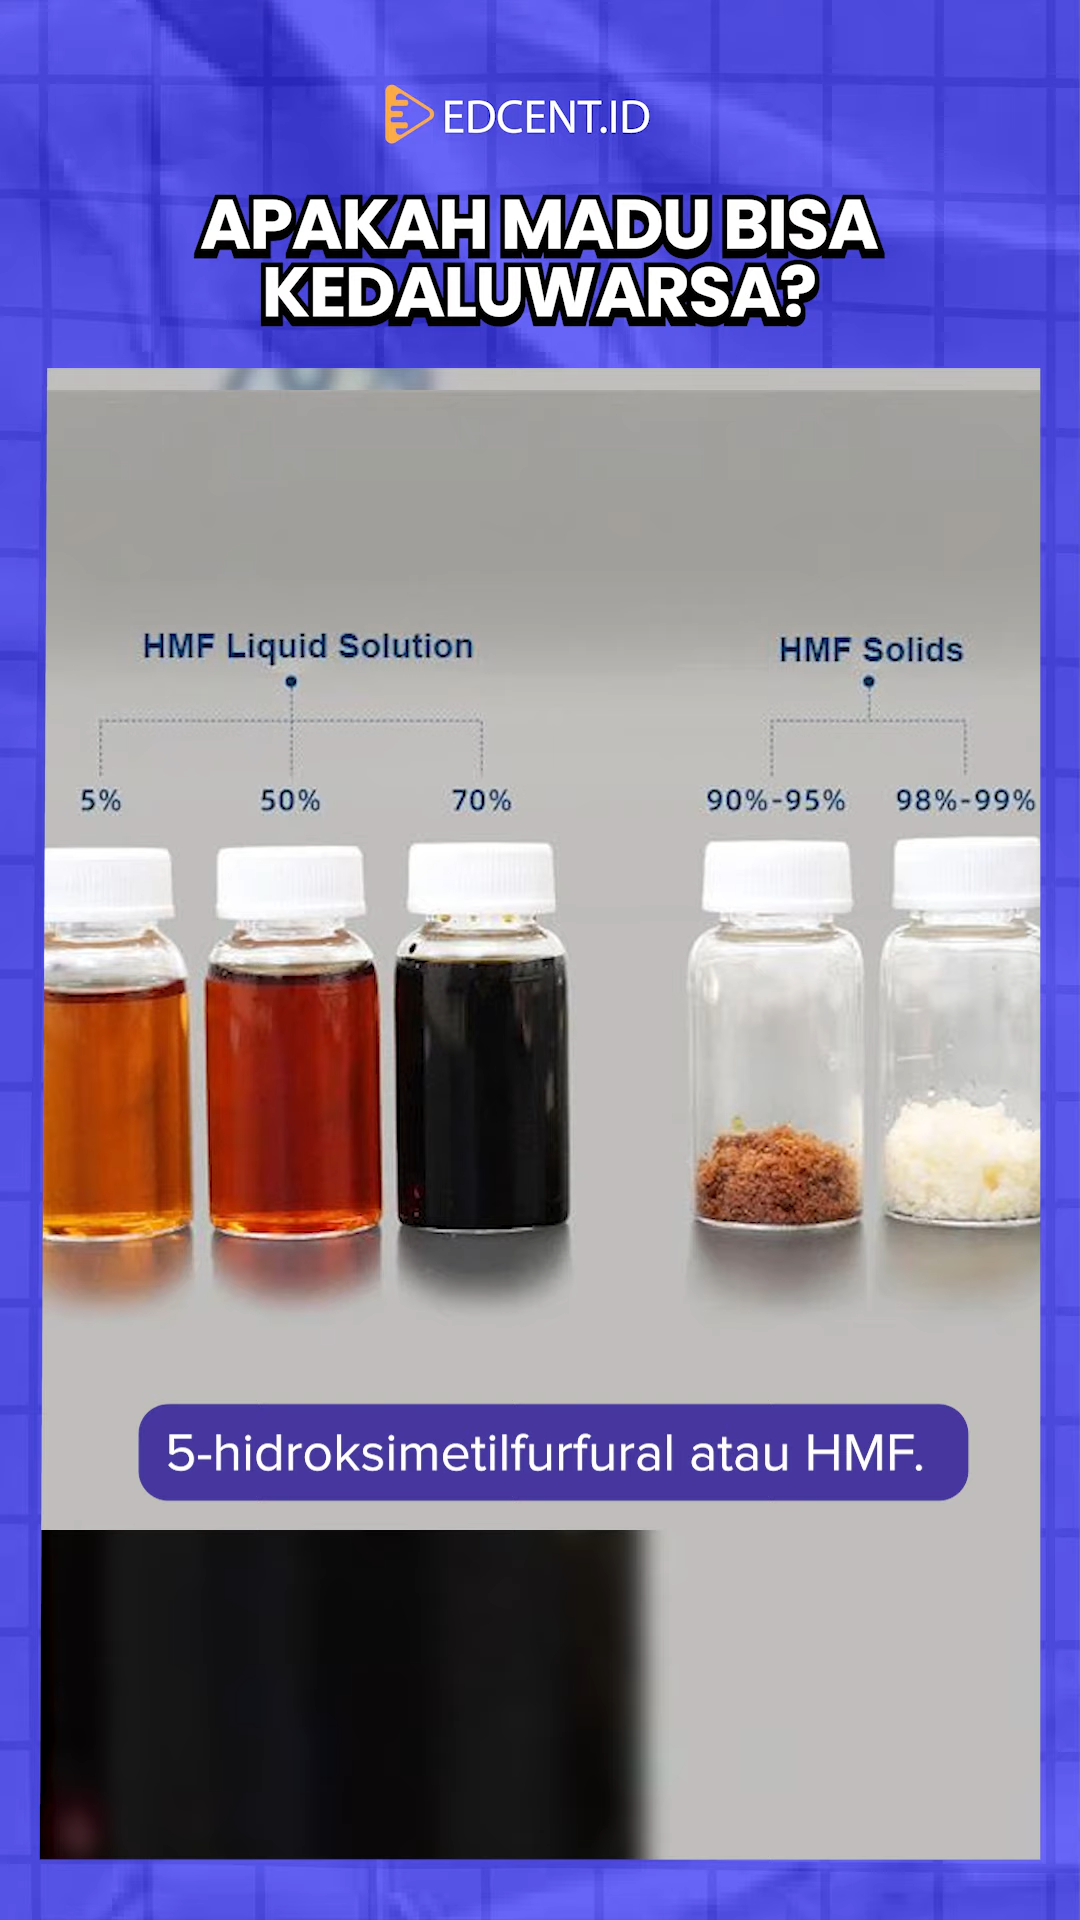 EDCENT.ID
APAKAH MADU BISA
KEDALUWARSA?
HMF Liquid Solution
HMF Solids
5%
50%
70%
90%-95%
98%-99%
5-hidroksimetilfurfural atau HMF.